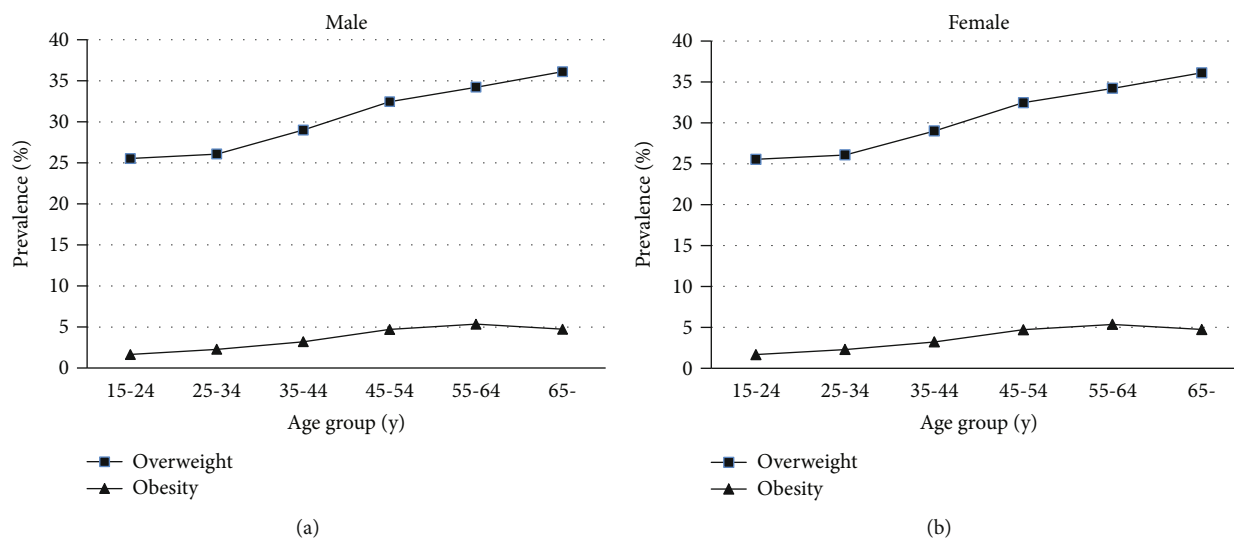 Male
40
35
30
25
20
15
10
5
0
Prevalence (%)
15-24 25-34 35-44 45-54 55-64 65-
Age group (y)
Overweight
Obesity
(a)
Female
40
35
30
25
20
15
10
5
0
Prevalence (%)
15-24 25-34 35-44 45-54 55-64 65-
Age group (y)
Overweight
Obesity
(b)